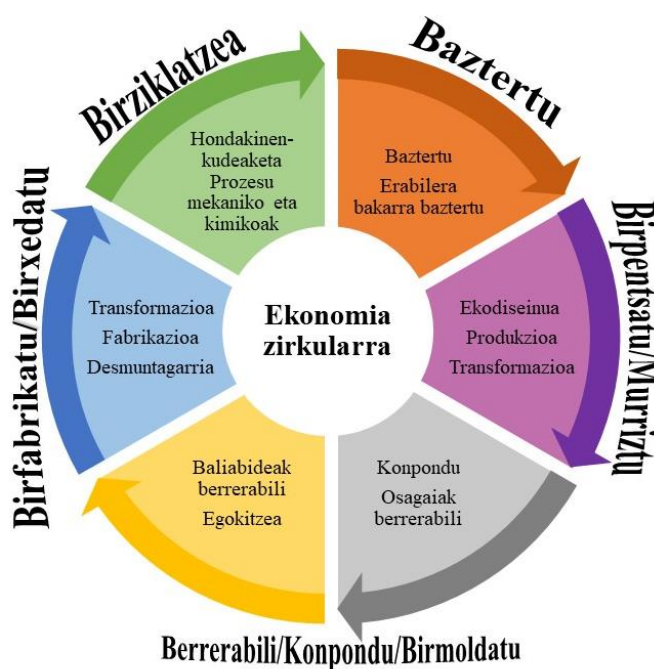 Baztertu
Baztertu
Erabilera
bakarra baztertu
Birpentsatu/Murriztu
Ekodiseinua
Produkzioa
Transformazioa
Konpondu
Osagaiak
berrerabili
Berrerabili/Konpondu/Birmoldatu
Baliabideak
berrerabili
Egokitzea
Birfabrikatu/Birxedatu
Transformazioa
Fabrikazioa
Desmuntagarria
Birziklatzea
Hondakinen-
kudeaketa
Prozesu
mekaniko eta
kimikoak
Ekonomia
zirkularra